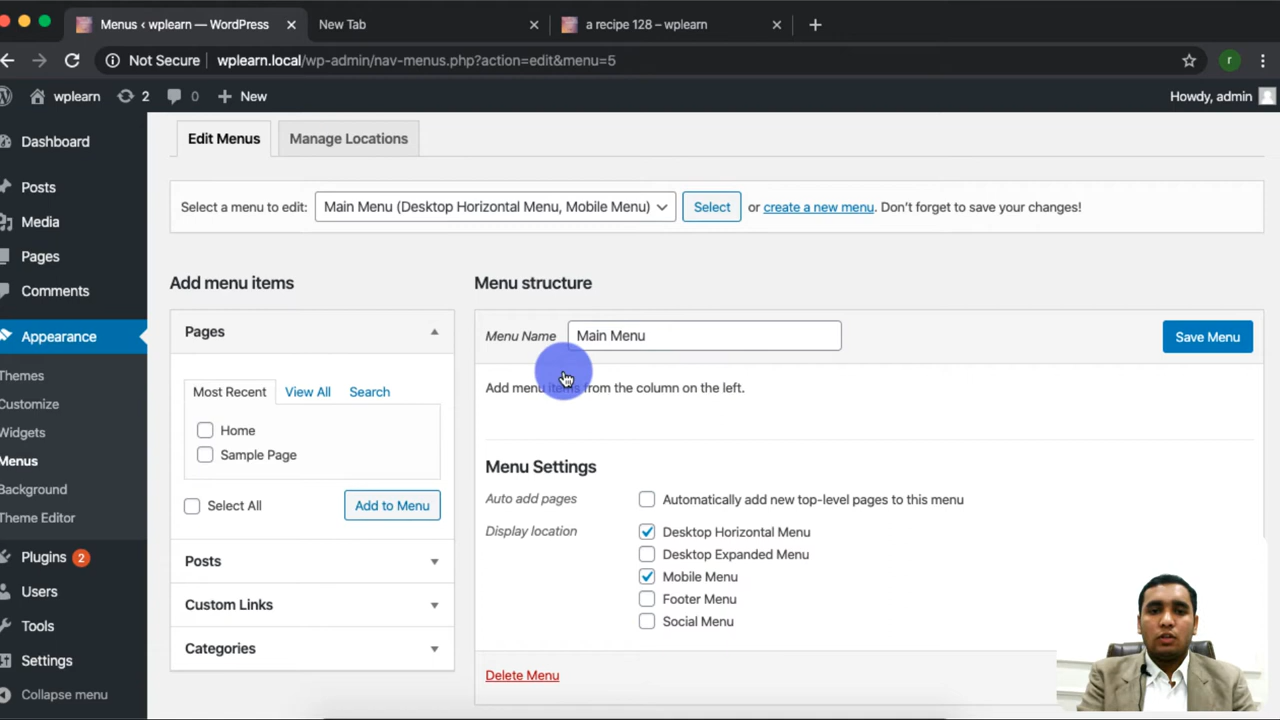 Menus ‹ wplearn — WordPress
New Tab
a recipe 128 – wplearn
Not Secure
wplearn.local/wp-admin/nav-menus.php?action=edit&menu=5
r
wplearn
2
0
New
Howdy, admin
Dashboard
Posts
Media
Pages
Comments
Appearance
Themes
Customize
Widgets
Menus
Background
Theme Editor
Plugins 2
Users
Tools
Settings
Collapse menu
Edit Menus
Manage Locations
Select a menu to edit:
Main Menu (Desktop Horizontal Menu, Mobile Menu)
Select
or create a new menu. Don't forget to save your changes!
Add menu items
Pages
Most Recent
View All
Search
Home
Sample Page
Select All
Add to Menu
Posts
Custom Links
Categories
Menu structure
Menu Name
Main Menu
Save Menu
Add menu items from the column on the left.
Menu Settings
Auto add pages
Automatically add new top-level pages to this menu
Display location
Desktop Horizontal Menu
Desktop Expanded Menu
Mobile Menu
Footer Menu
Social Menu
Delete Menu